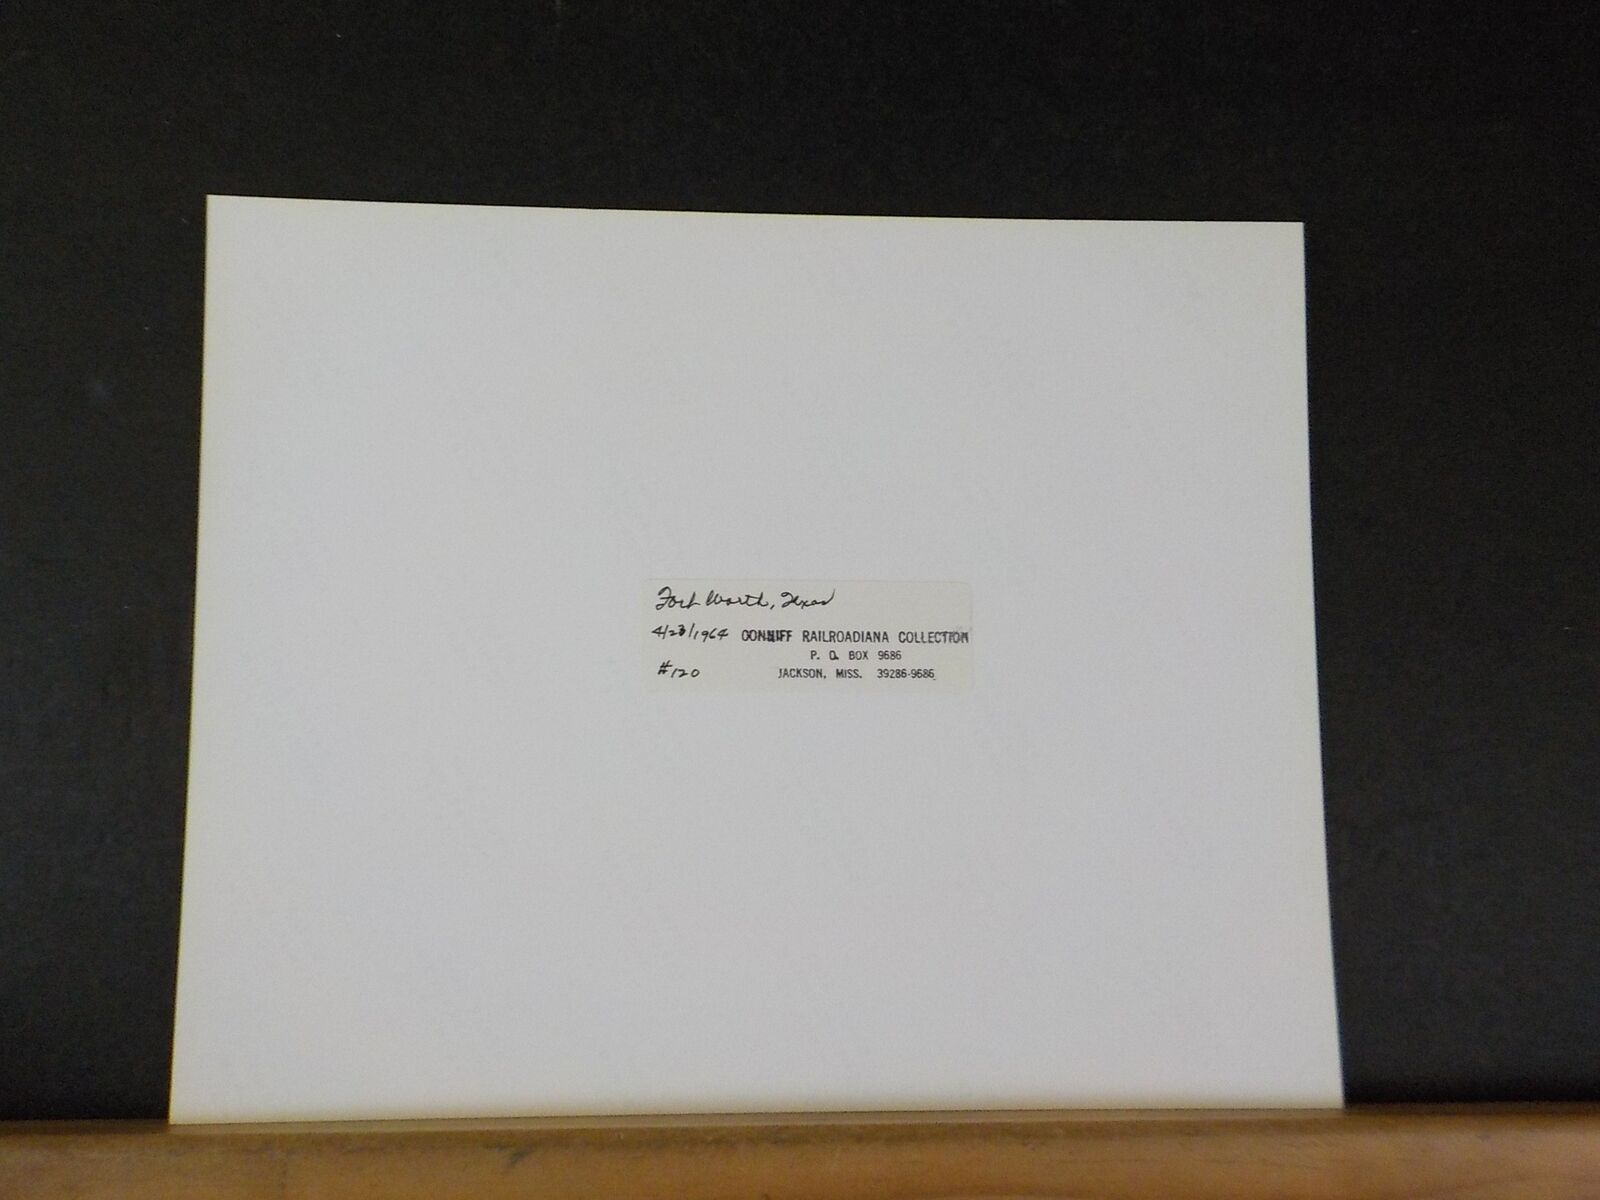 Fort Worth, Texas
4/23/1964 CONNIFF RAILROADIANA COLLECTION
P. O. BOX 9686
#120 JACKSON, MISS. 39286-9686